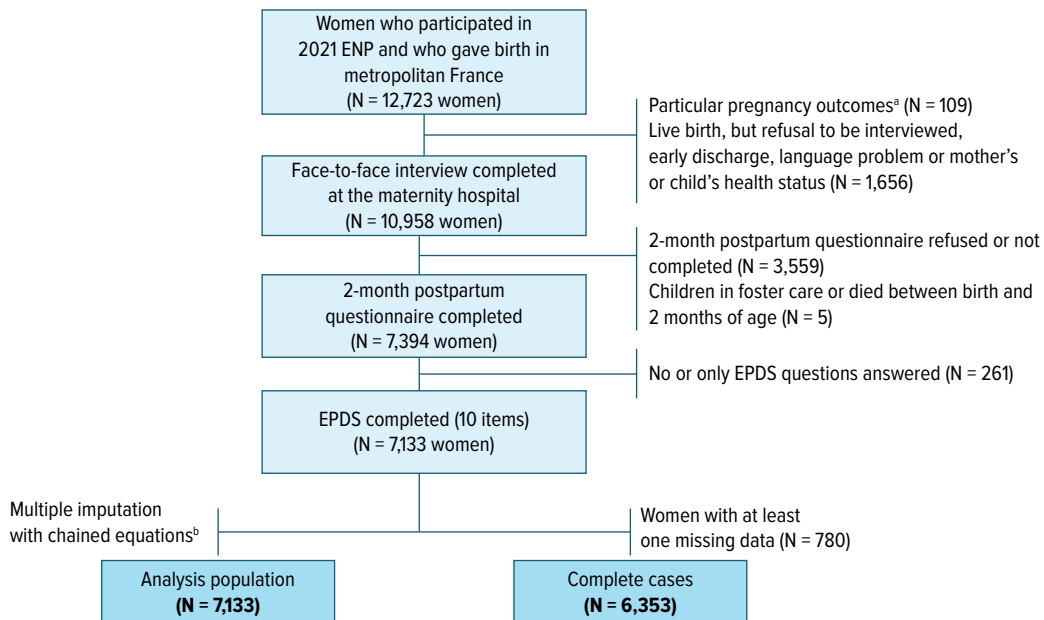 Women who participated in
2021 ENP and who gave birth in
metropolitan France
(N = 12,723 women)
Particular pregnancy outcomesᵃ (N = 109)
Live birth, but refusal to be interviewed,
early discharge, language problem or mother's
or child's health status (N = 1,656)
Face-to-face interview completed
at the maternity hospital
(N = 10,958 women)
2-month postpartum questionnaire refused or not
completed (N = 3,559)
Children in foster care or died between birth and
2 months of age (N = 5)
2-month postpartum
questionnaire completed
(N = 7,394 women)
No or only EPDS questions answered (N = 261)
EPDS completed (10 items)
(N = 7,133 women)
Multiple imputation
with chained equationsᵇ
Women with at least
one missing data (N = 780)
Analysis population
(N = 7,133)
Complete cases
(N = 6,353)